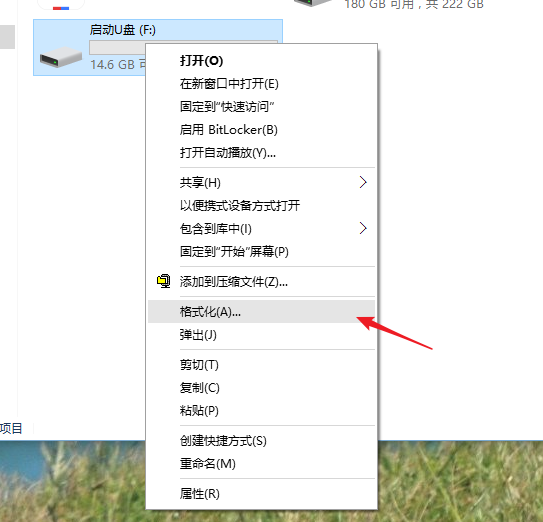 180 GB 可用，共 222 GB
启动U盘 (F:)
14.6 GB 可
打开(O)
在新窗口中打开(E)
固定到"快速访问"
启用 BitLocker(B)
打开自动播放(Y)...
共享(H)
以便携式设备方式打开
包含到库中(I)
固定到"开始"屏幕(P)
添加到压缩文件(Z)...
格式化(A)...
弹出(J)
剪切(T)
复制(C)
粘贴(P)
项目
创建快捷方式(S)
重命名(M)
属性(R)